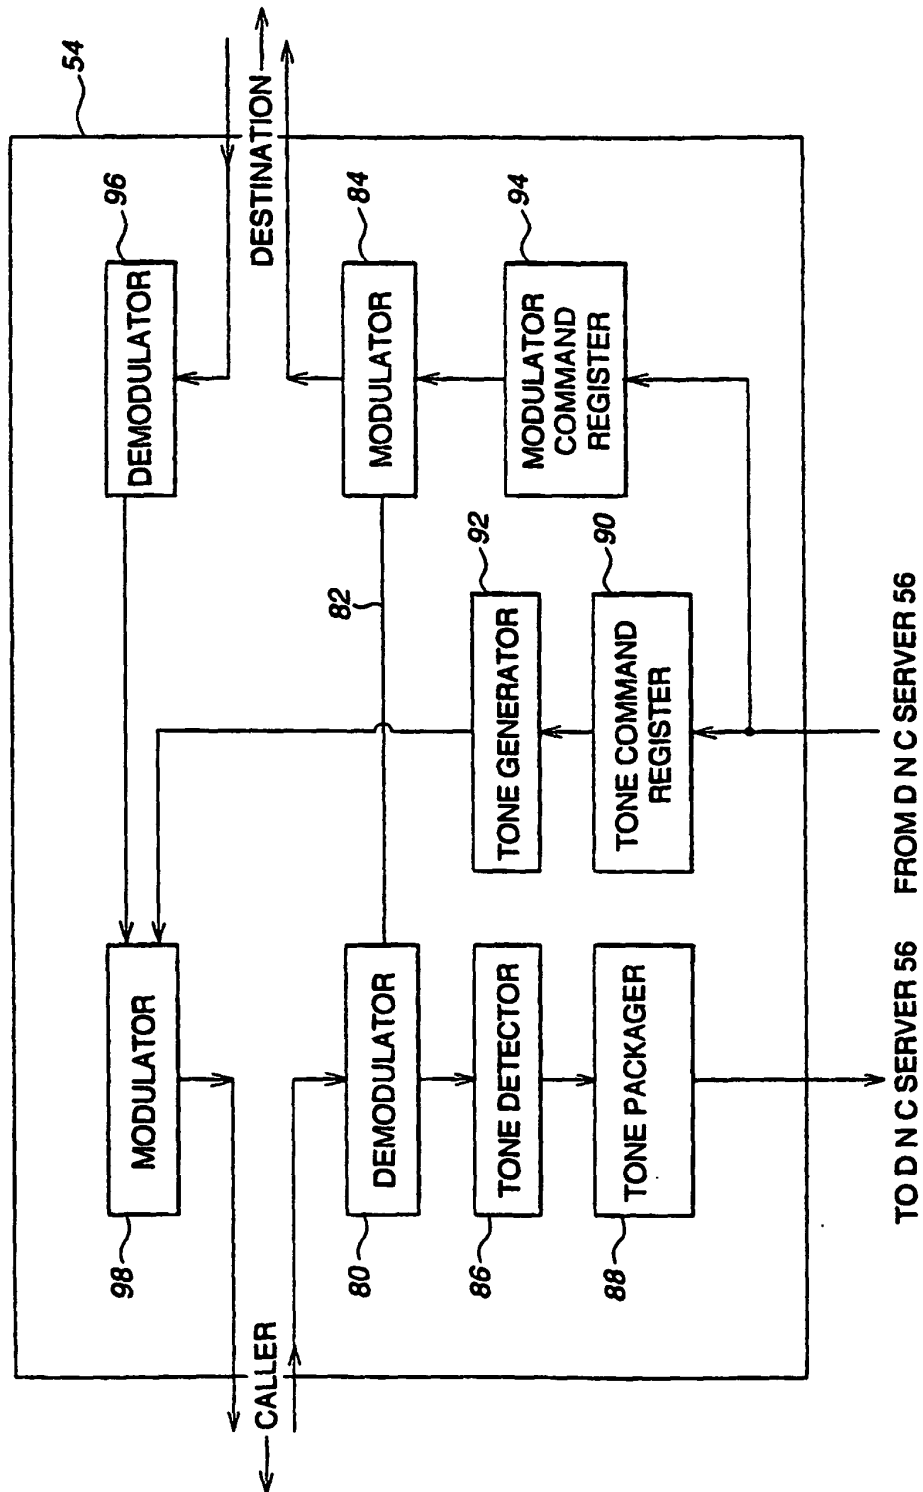 54
98
MODULATOR
DEMODULATOR
96
CALLER
DESTINATION
80
DEMODULATOR
82
MODULATOR
84
86
TONE DETECTOR
TONE GENERATOR
92
MODULATOR
COMMAND
REGISTER
94
88
TONE PACKAGER
TONE COMMAND
REGISTER
90
TO D N C SERVER 56
FROM D N C SERVER 56